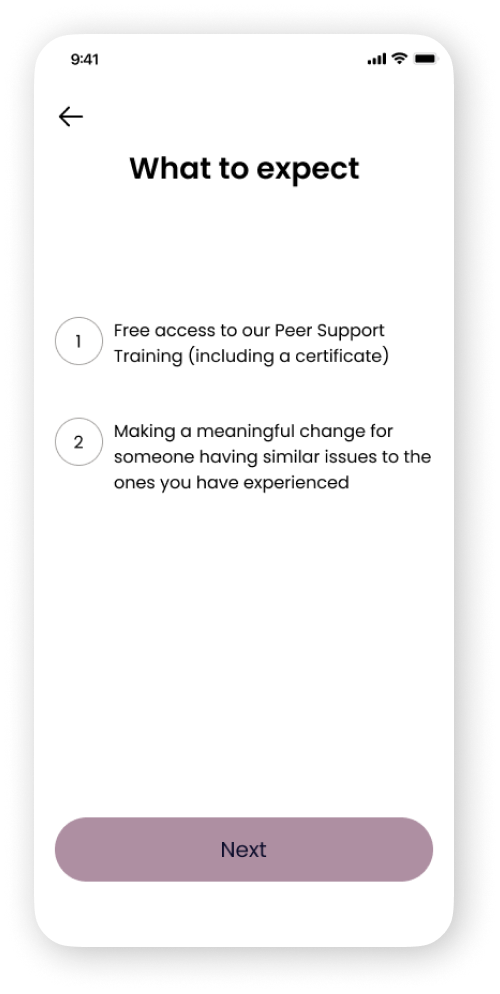 9:41
What to expect
1
Free access to our Peer Support
Training (including a certificate)
2
Making a meaningful change for
someone having similar issues to the
ones you have experienced
Next